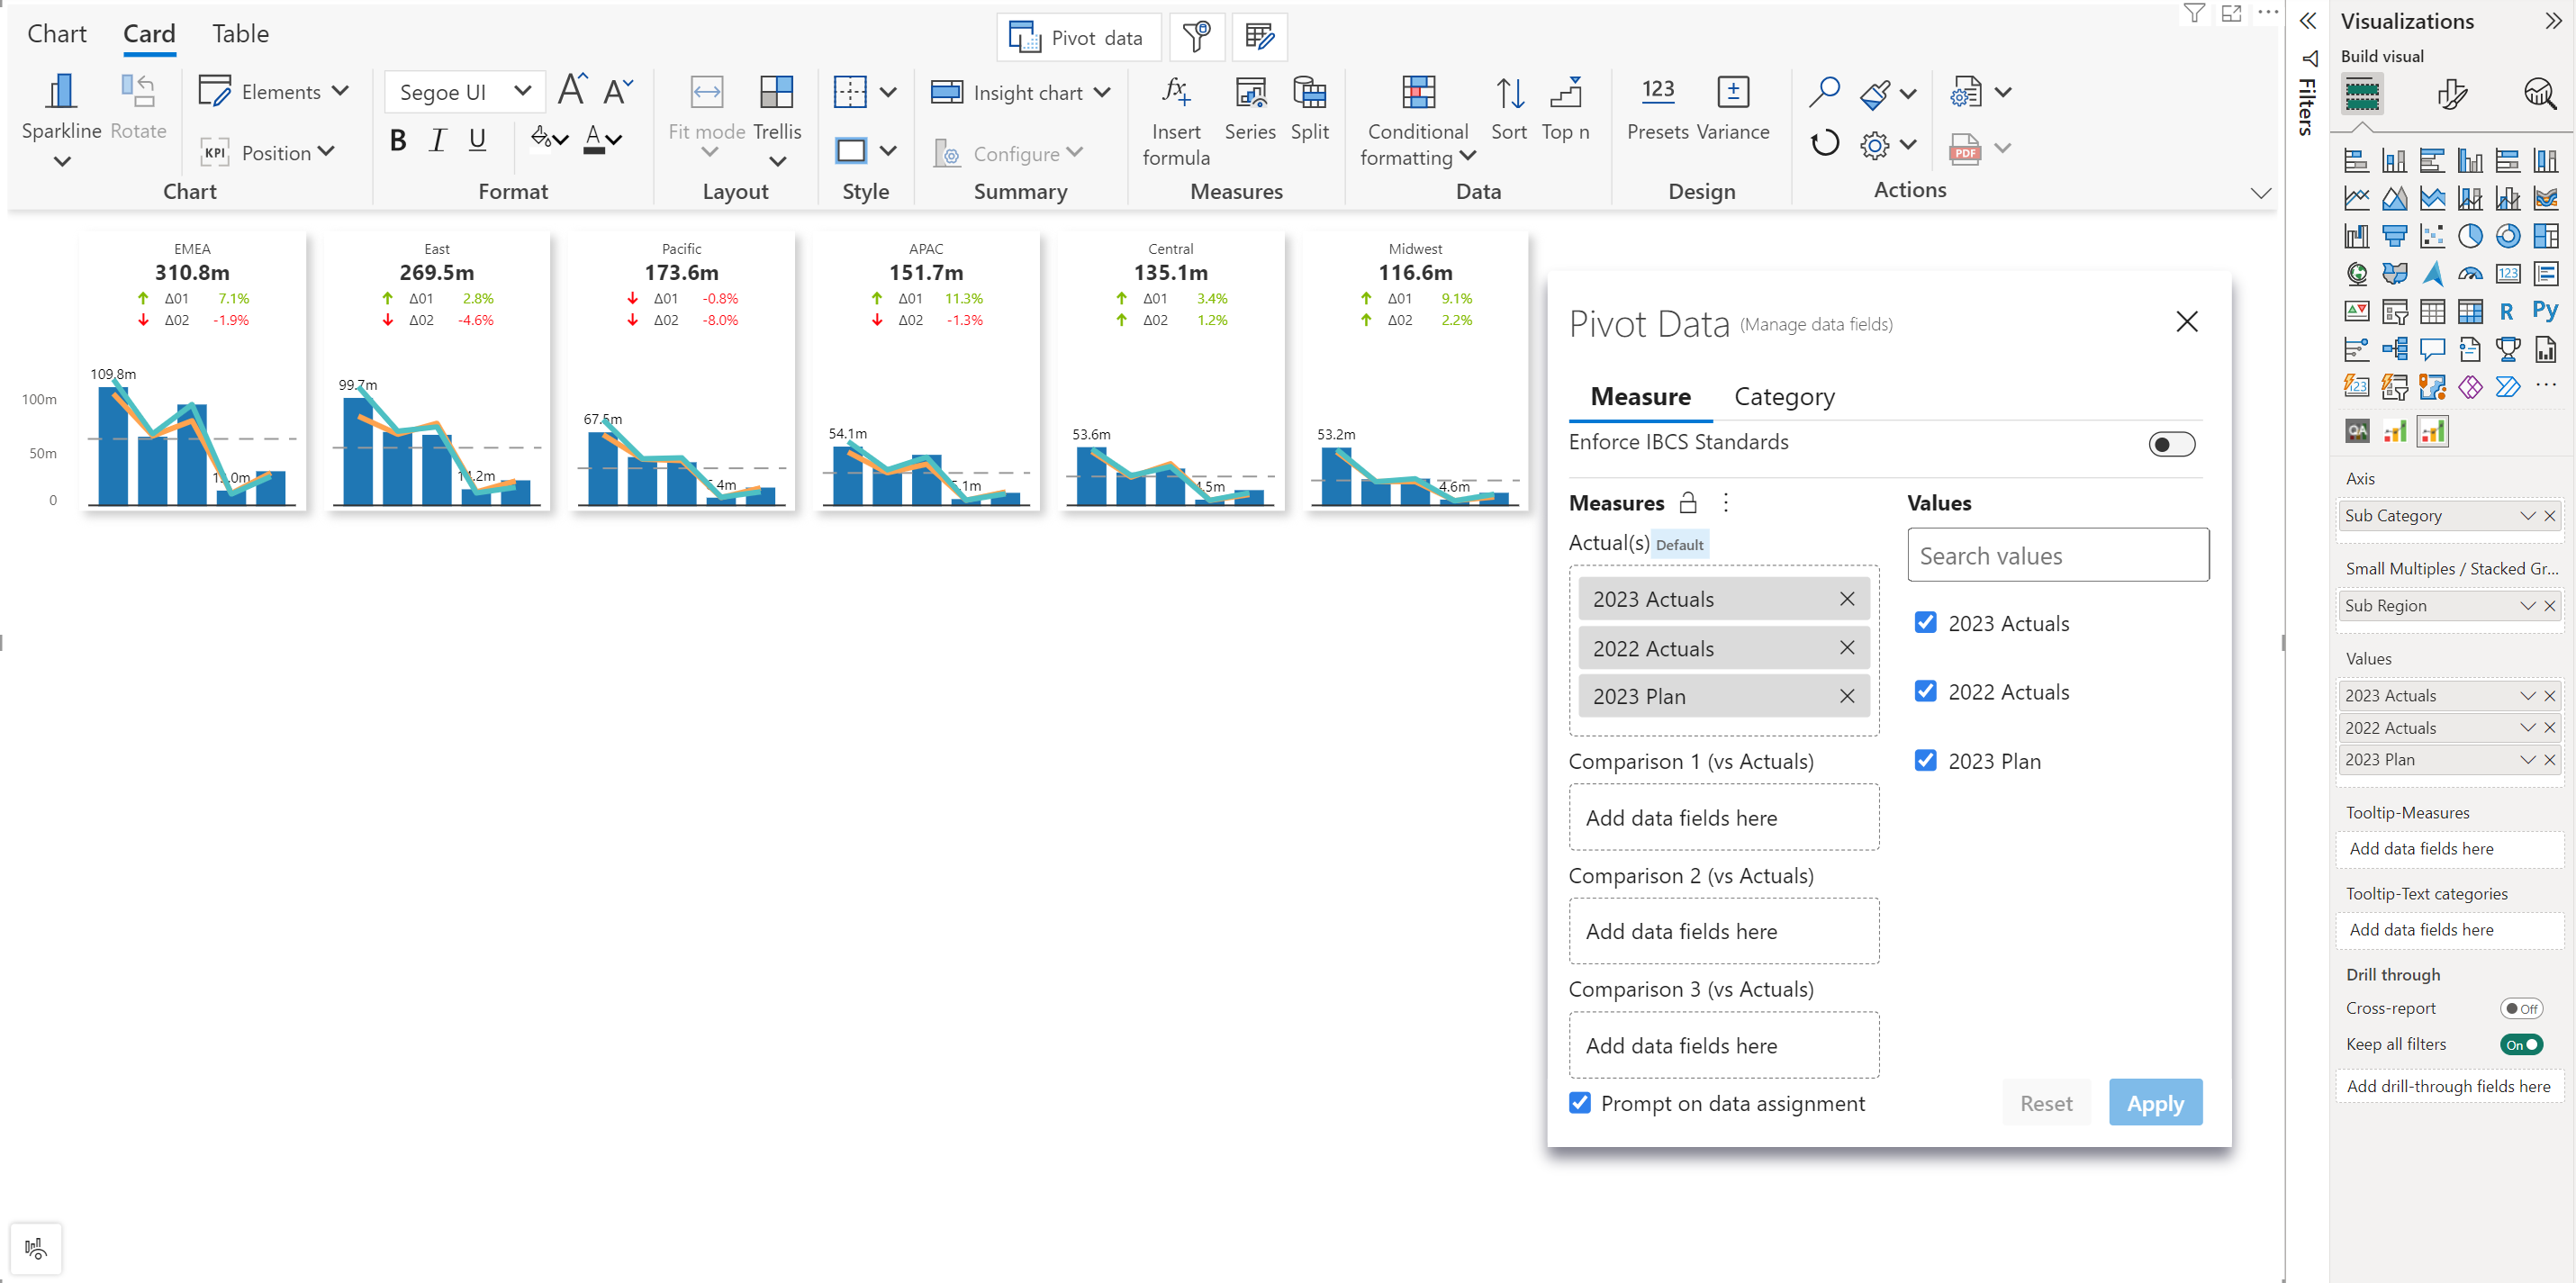 Chart Card Table
Pivot data
Sparkline Rotate
Elements
KPI Position
Chart
Segoe UI
A A
B I U A
Format
Fit mode Trellis
Layout
Style
Insight chart
Configure
Summary
Insert formula Series Split
Measures
Conditional formatting Sort Top n
Data
123
Presets Variance
Design
PDF
Actions
EMEA
310.8m
Δ01 7.1%
Δ02 -1.9%
109.8m
100m
50m
0
East
269.5m
Δ01 2.8%
Δ02 -4.6%
99.7m
Pacific
173.6m
Δ01 -0.8%
Δ02 -8.0%
67.5m
APAC
151.7m
Δ01 11.3%
Δ02 -1.3%
54.1m
Central
135.1m
Δ01 3.4%
Δ02 1.2%
53.6m
Midwest
116.6m
Δ01 9.1%
Δ02 2.2%
53.2m
4.6m
Pivot Data (Manage data fields)
Measure Category
Enforce IBCS Standards
Measures
Actual(s) Default
2023 Actuals
2022 Actuals
2023 Plan
Comparison 1 (vs Actuals)
Add data fields here
Comparison 2 (vs Actuals)
Add data fields here
Comparison 3 (vs Actuals)
Add data fields here
Prompt on data assignment
Values
Search values
2023 Actuals
2022 Actuals
2023 Plan
Reset Apply
Filters
Visualizations
Build visual
123
R Py
123
QA
Axis
Sub Category
Small Multiples / Stacked Gr...
Sub Region
Values
2023 Actuals
2022 Actuals
2023 Plan
Tooltip-Measures
Add data fields here
Tooltip-Text categories
Add data fields here
Drill through
Cross-report Off
Keep all filters On
Add drill-through fields here